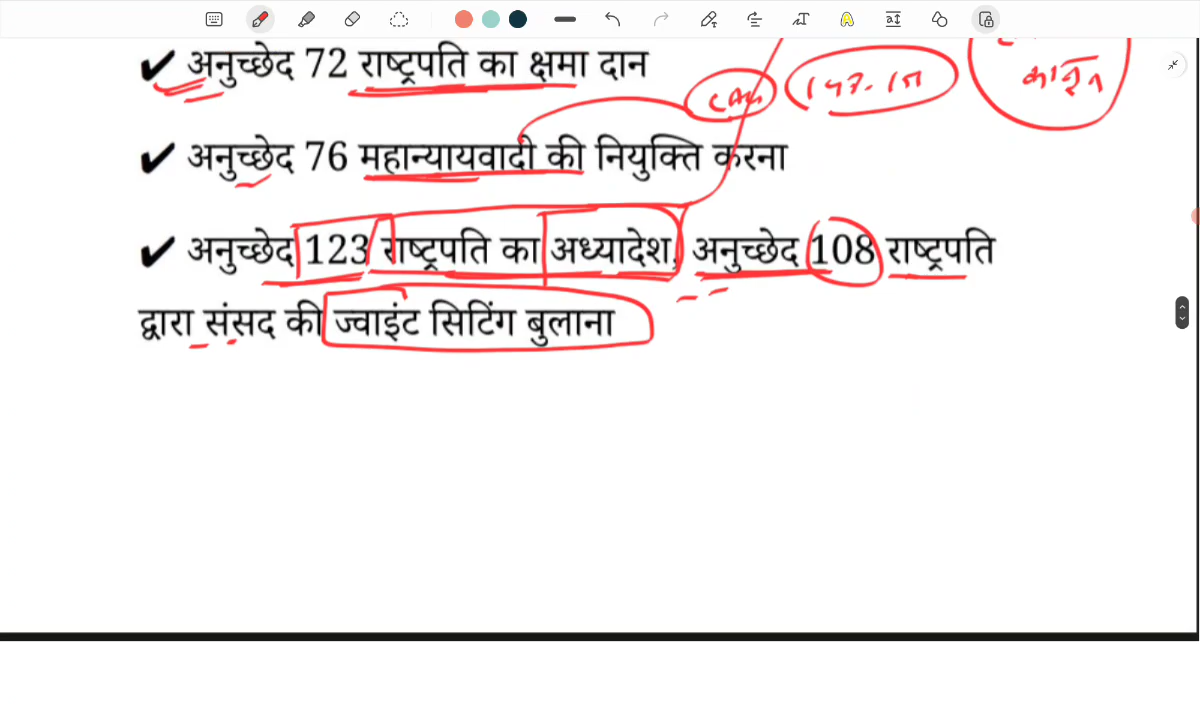 ✔ अनुच्छेद 72 राष्ट्रपति का क्षमा दान
✔ अनुच्छेद 76 महान्यायवादी की नियुक्ति करना
✔ अनुच्छेद 123 राष्ट्रपति का अध्यादेश, अनुच्छेद 108 राष्ट्रपति
द्वारा संसद की ज्वाइंट सिटिंग बुलाना